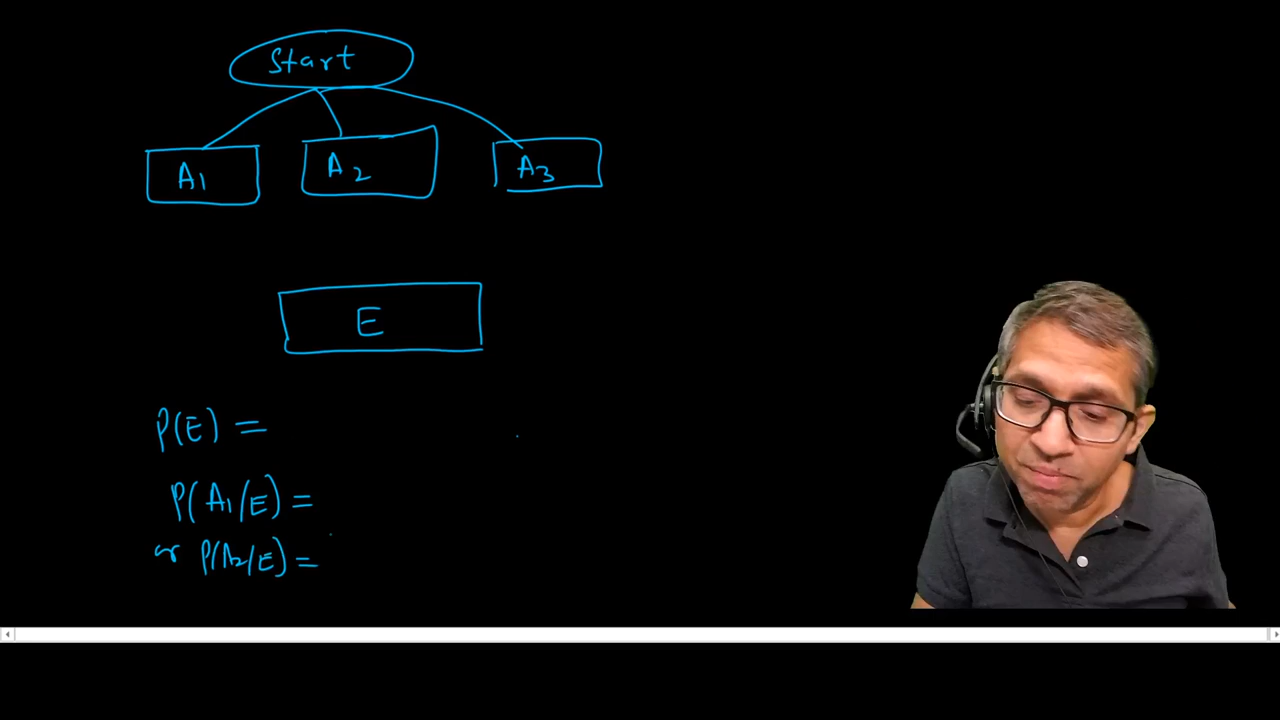 Start
A1 A2 A3
E
P(E) =
P(A1/E) =
or P(A2/E) =